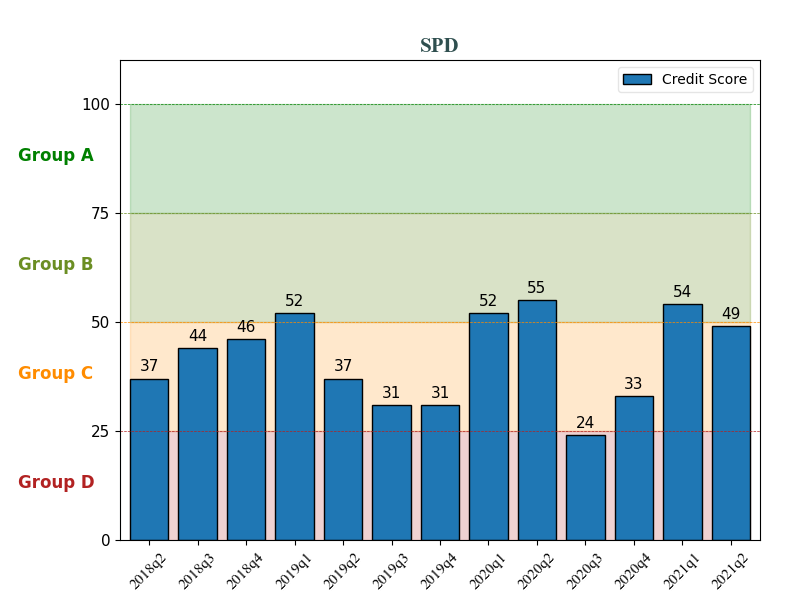 SPD
Credit Score
100
Group A
75
Group B
50
Group C
25
Group D
0
37
44
46
52
37
31
31
52
55
24
33
54
49
2018q2
2018q3
2018q4
2019q1
2019q2
2019q3
2019q4
2020q1
2020q2
2020q3
2020q4
2021q1
2021q2